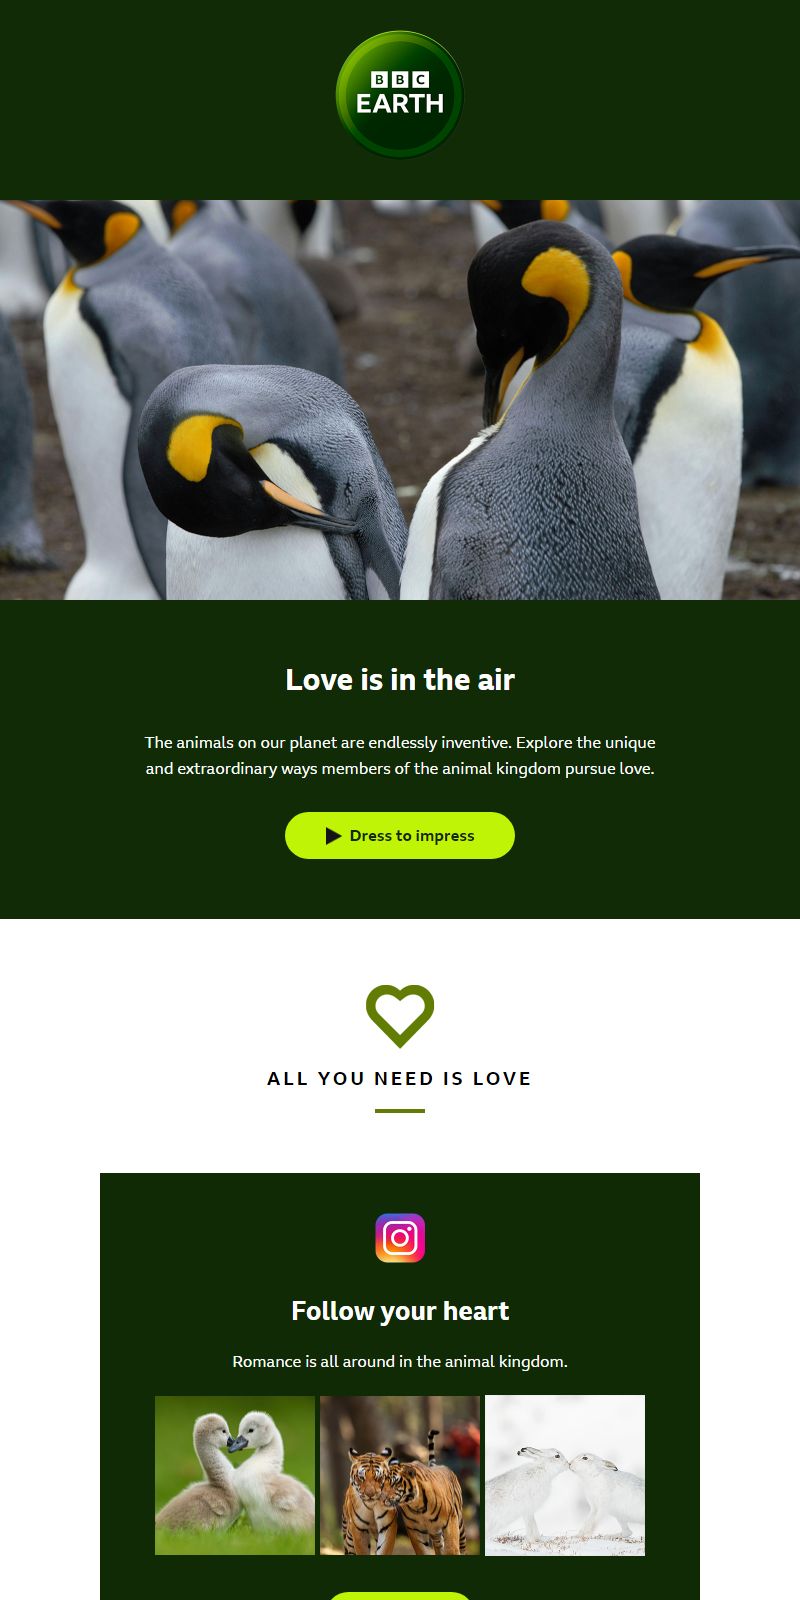 BBC
EARTH
Love is in the air
The animals on our planet are endlessly inventive. Explore the unique
and extraordinary ways members of the animal kingdom pursue love.
Dress to impress
ALL YOU NEED IS LOVE
Follow your heart
Romance is all around in the animal kingdom.